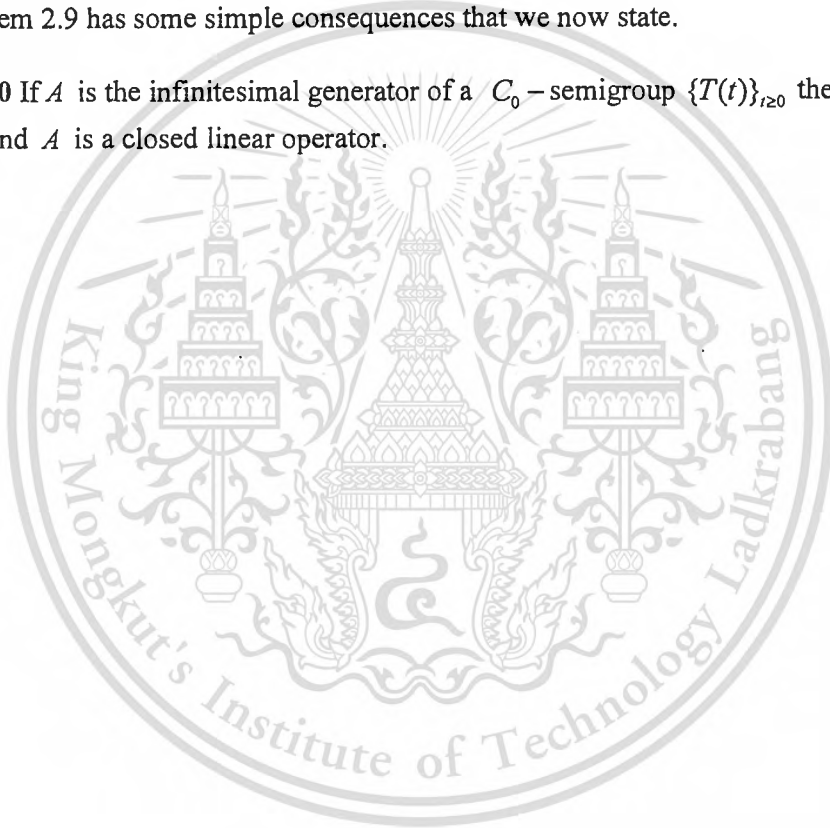 em 2.9 has some simple consequences that we now state.
0 If A is the infinitesimal generator of a C₀ – semigroup {T(t)}ₜ≥₀ the
nd A is a closed linear operator.
King Mongkut's Institute of Technology Ladkrabang